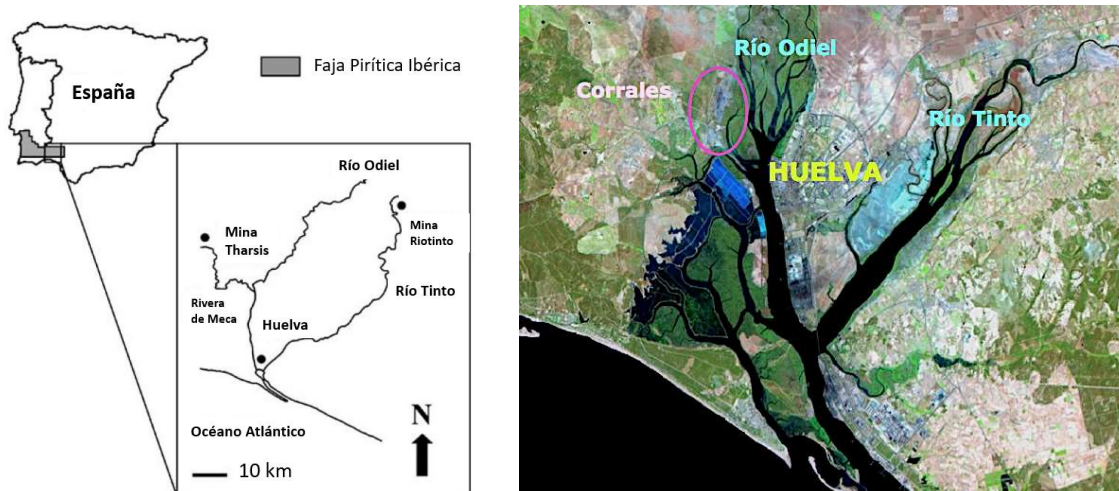 Faja Pirítica Ibérica
España
Río Odiel
Mina
Tharsis
Mina
Riotinto
Rivera
de Meca
Río Tinto
Huelva
Océano Atlántico
N
10 km
Río Odiel
Corrales
Río Tinto
HUELVA